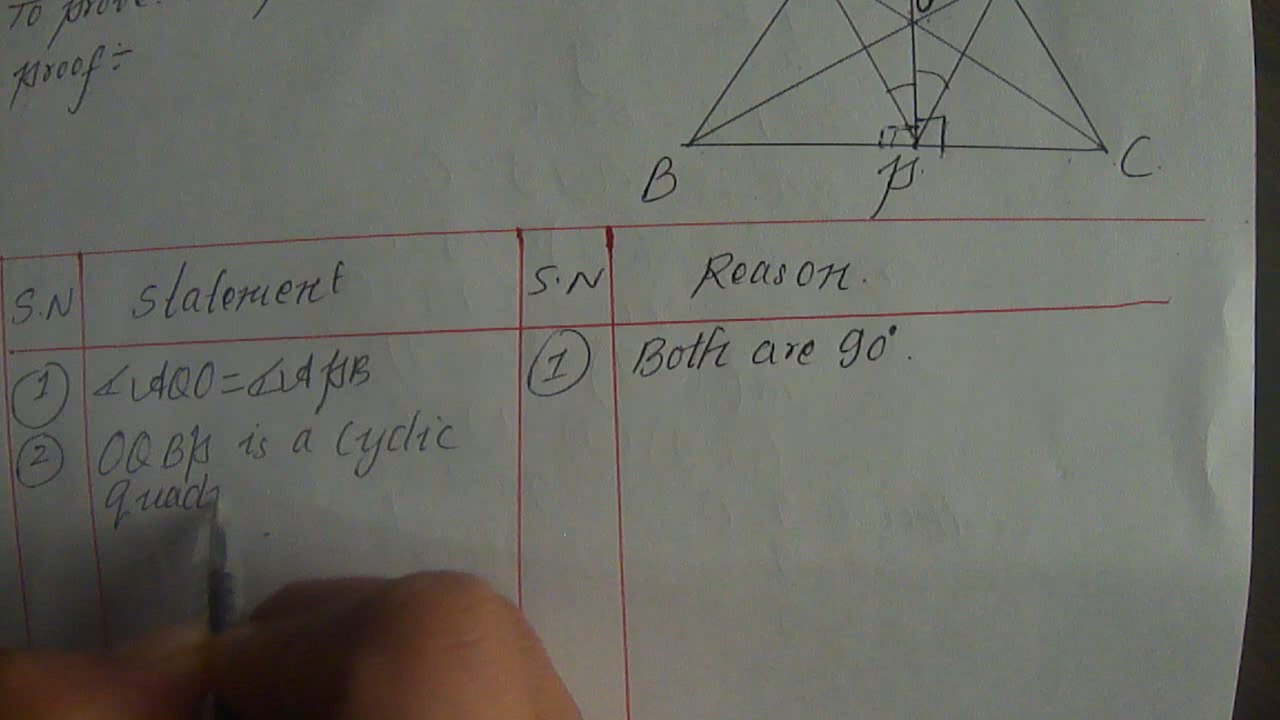 To prove:
proof÷
O
B
P.
C.
S.N Statement S.N Reason.
① ∠AQO=∠APB ① Both are 90°.
② OQBP is a cyclic
quad